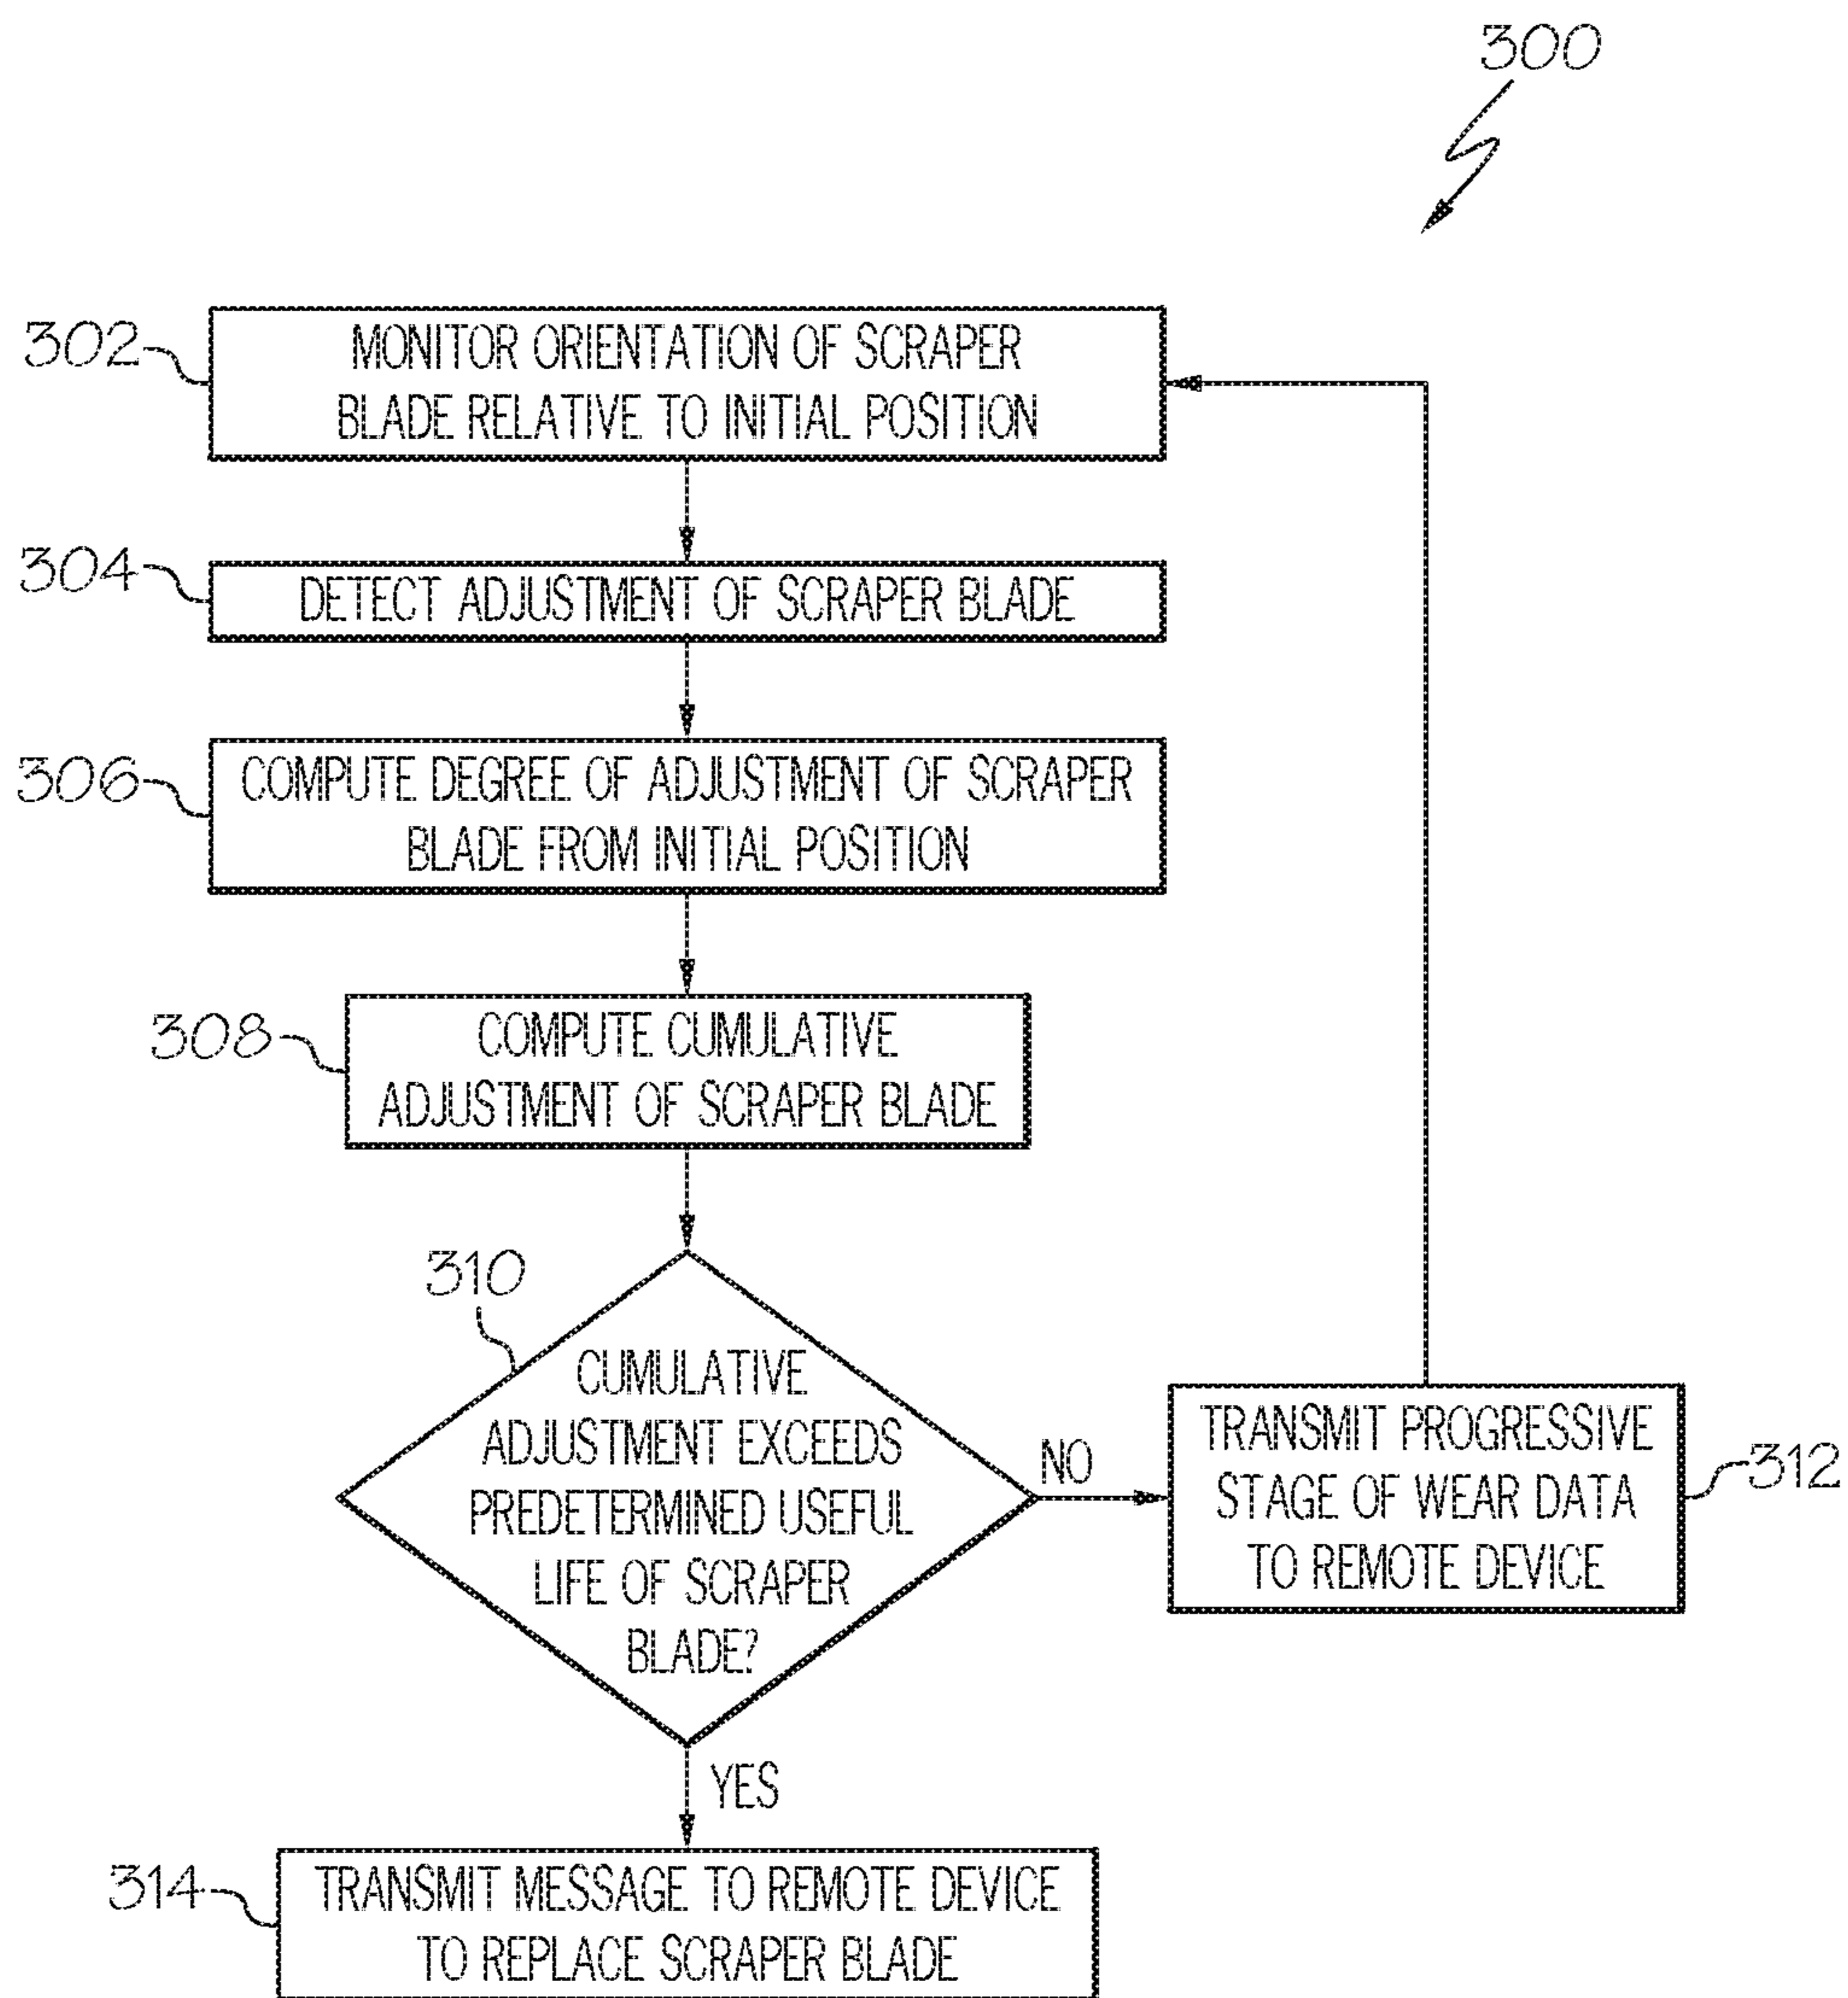 300
302
MONITOR ORIENTATION OF SCRAPER
BLADE RELATIVE TO INITIAL POSITION
304
DETECT ADJUSTMENT OF SCRAPER BLADE
306
COMPUTE DEGREE OF ADJUSTMENT OF SCRAPER
BLADE FROM INITIAL POSITION
308
COMPUTE CUMULATIVE
ADJUSTMENT OF SCRAPER BLADE
310
CUMULATIVE
ADJUSTMENT EXCEEDS
PREDETERMINED USEFUL
LIFE OF SCRAPER
BLADE?
NO
TRANSMIT PROGRESSIVE
STAGE OF WEAR DATA
TO REMOTE DEVICE
312
YES
314
TRANSMIT MESSAGE TO REMOTE DEVICE
TO REPLACE SCRAPER BLADE